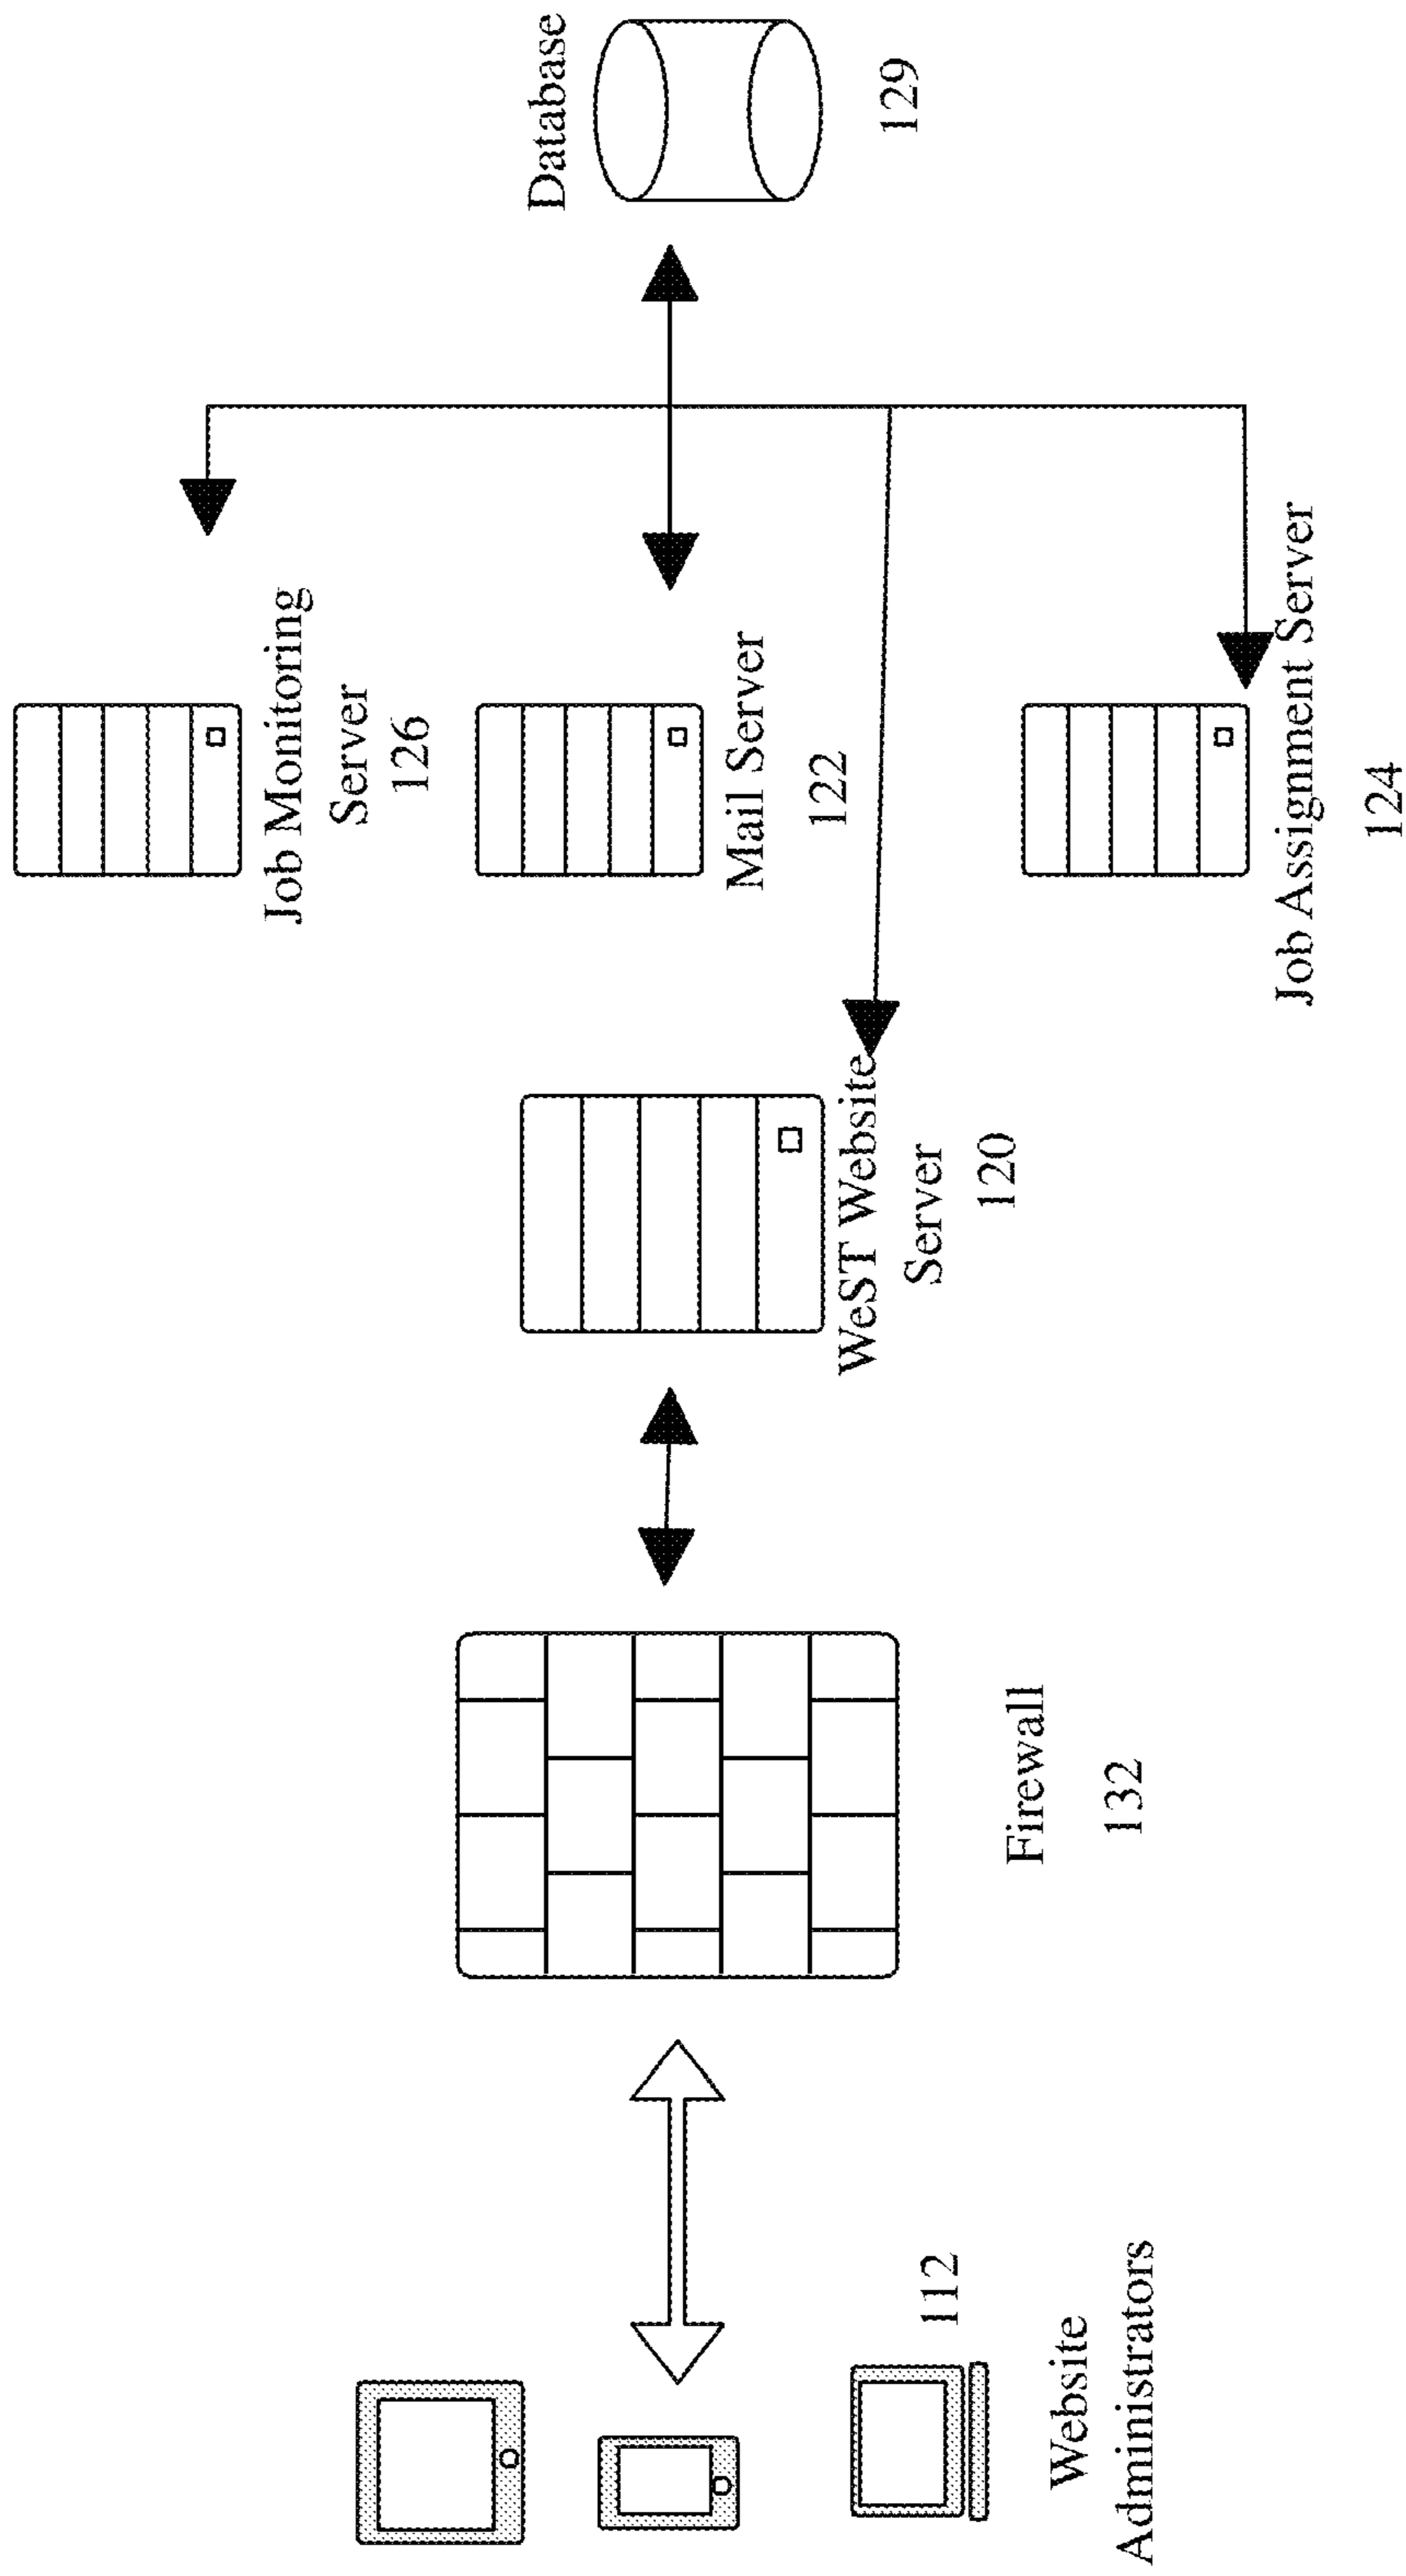 Job Monitoring
Server
126
Mail Server
122
Database
129
WeST Website
Server
120
Job Assignment Server
124
Firewall
132
112
Website
Administrators